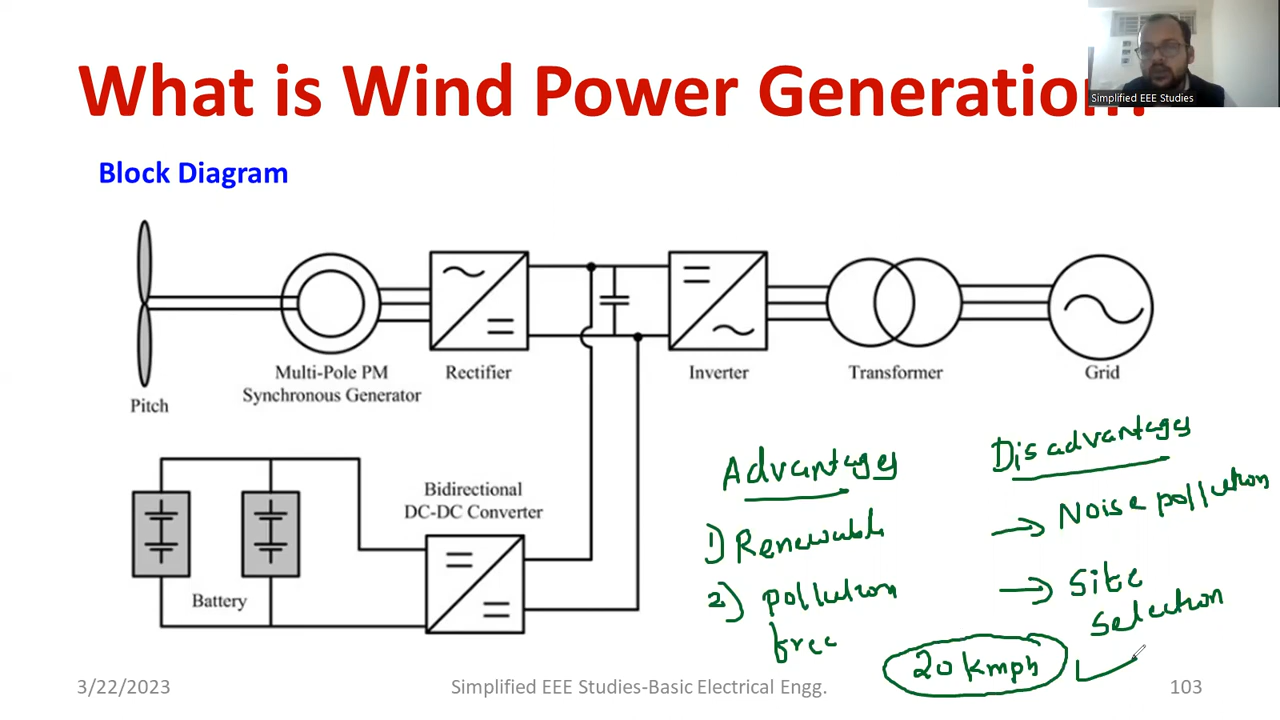 What is Wind Power Generation?
Simplified EEE Studies
Block Diagram
Multi-Pole PM
Synchronous Generator
Rectifier
Inverter
Transformer
Grid
Pitch
Bidirectional
DC-DC Converter
Battery
Advantages
1) Renewable
2) pollution
free
Disadvantages
→ Noise pollution
→ Site
selection
20 kmph
3/22/2023
Simplified EEE Studies-Basic Electrical Engg.
103